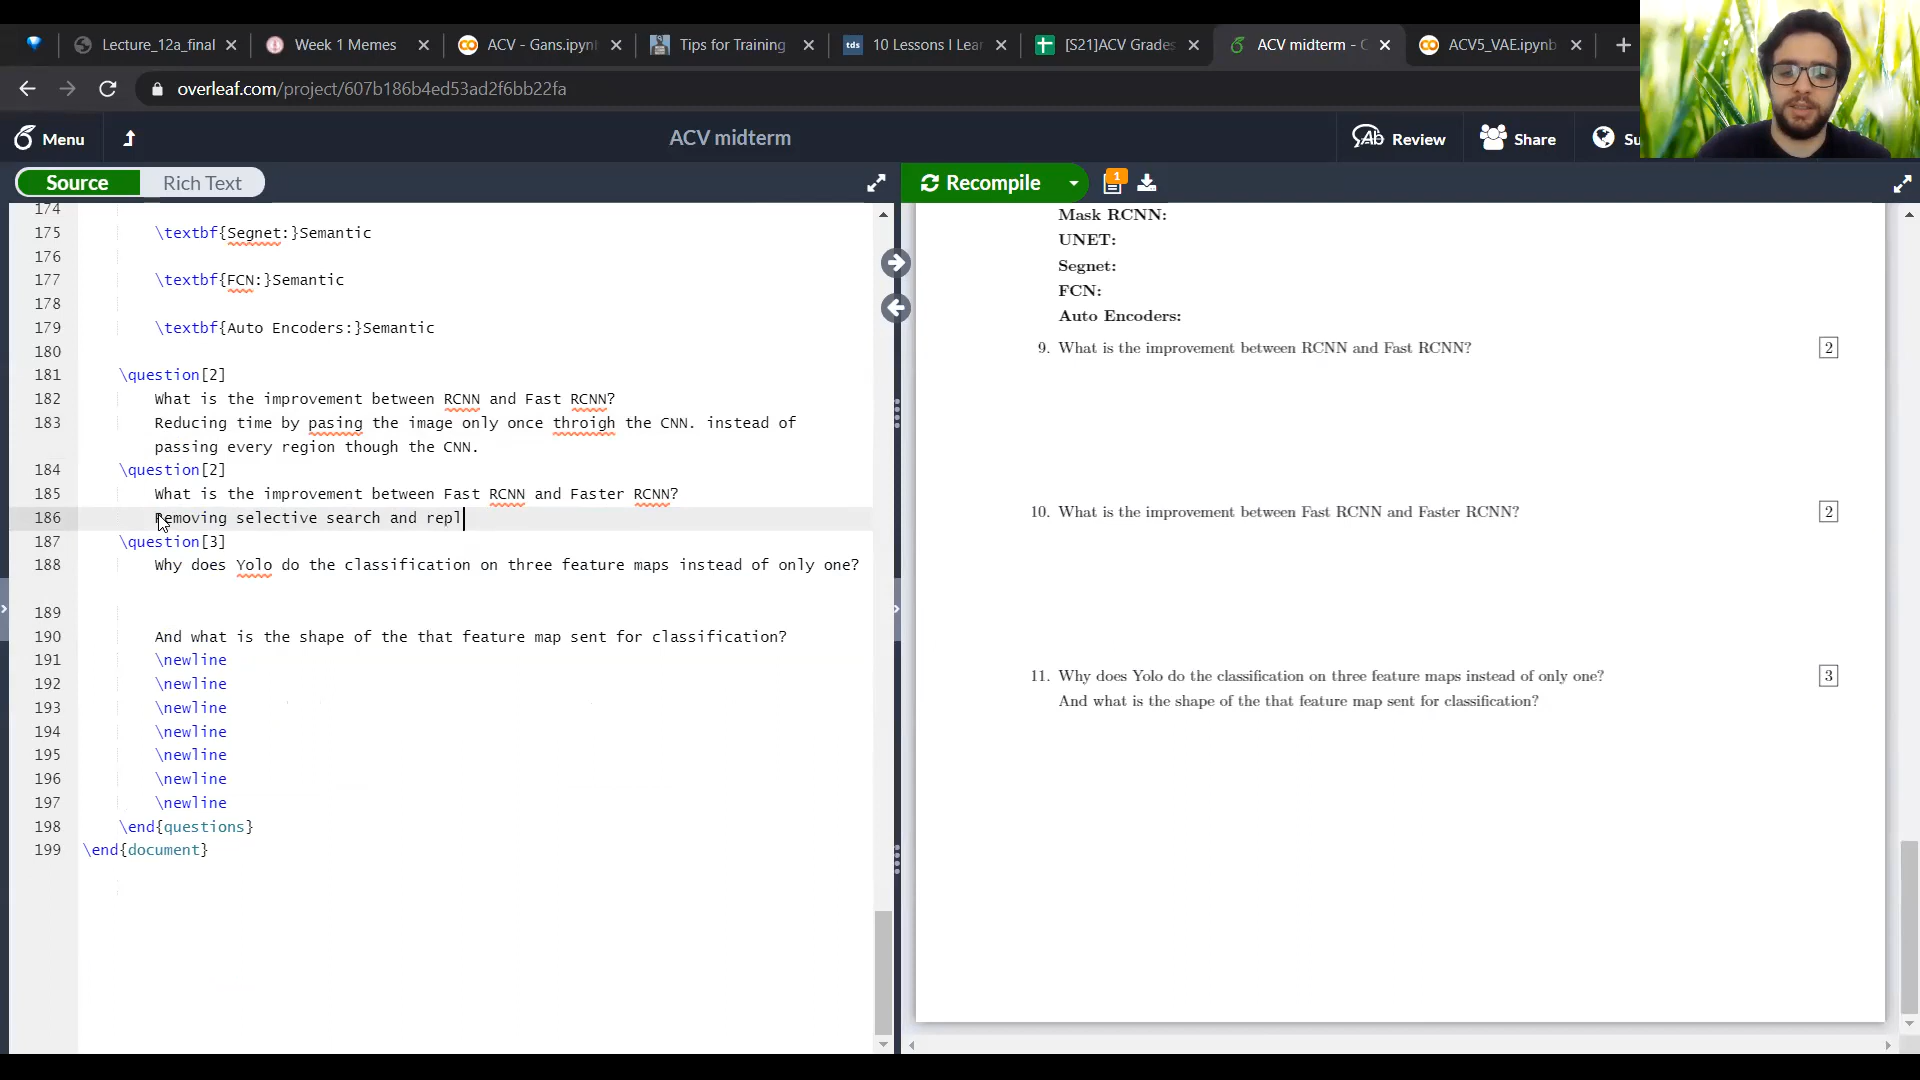 Lecture_12a_final
Week 1 Memes
ACV - Gans.ipyn
Tips for Training
tds
10 Lessons I Lear
[S21]ACV Grades
ACV midterm - O
ACV5_VAE.ipynb
overleaf.com/project/607b186b4ed53ad2f6bb22fa
Menu
ACV midterm
Review
Share
Su
Source
Rich Text
Recompile
1
174
175 \textbf{Segnet:}Semantic
176
177 \textbf{FCN:}Semantic
178
179 \textbf{Auto Encoders:}Semantic
180
181 \question[2]
182 What is the improvement between RCNN and Fast RCNN?
183 Reducing time by pasing the image only once throigh the CNN. instead of
passing every region though the CNN.
184 \question[2]
185 What is the improvement between Fast RCNN and Faster RCNN?
186 Removing selective search and repl
187 \question[3]
188 Why does Yolo do the classification on three feature maps instead of only one?
189
190 And what is the shape of the that feature map sent for classification?
191 \newline
192 \newline
193 \newline
194 \newline
195 \newline
196 \newline
197 \newline
198 \end{questions}
199 \end{document}
Mask RCNN:
UNET:
Segnet:
FCN:
Auto Encoders:
9. What is the improvement between RCNN and Fast RCNN? 2
10. What is the improvement between Fast RCNN and Faster RCNN? 2
11. Why does Yolo do the classification on three feature maps instead of only one? 3
And what is the shape of the that feature map sent for classification?